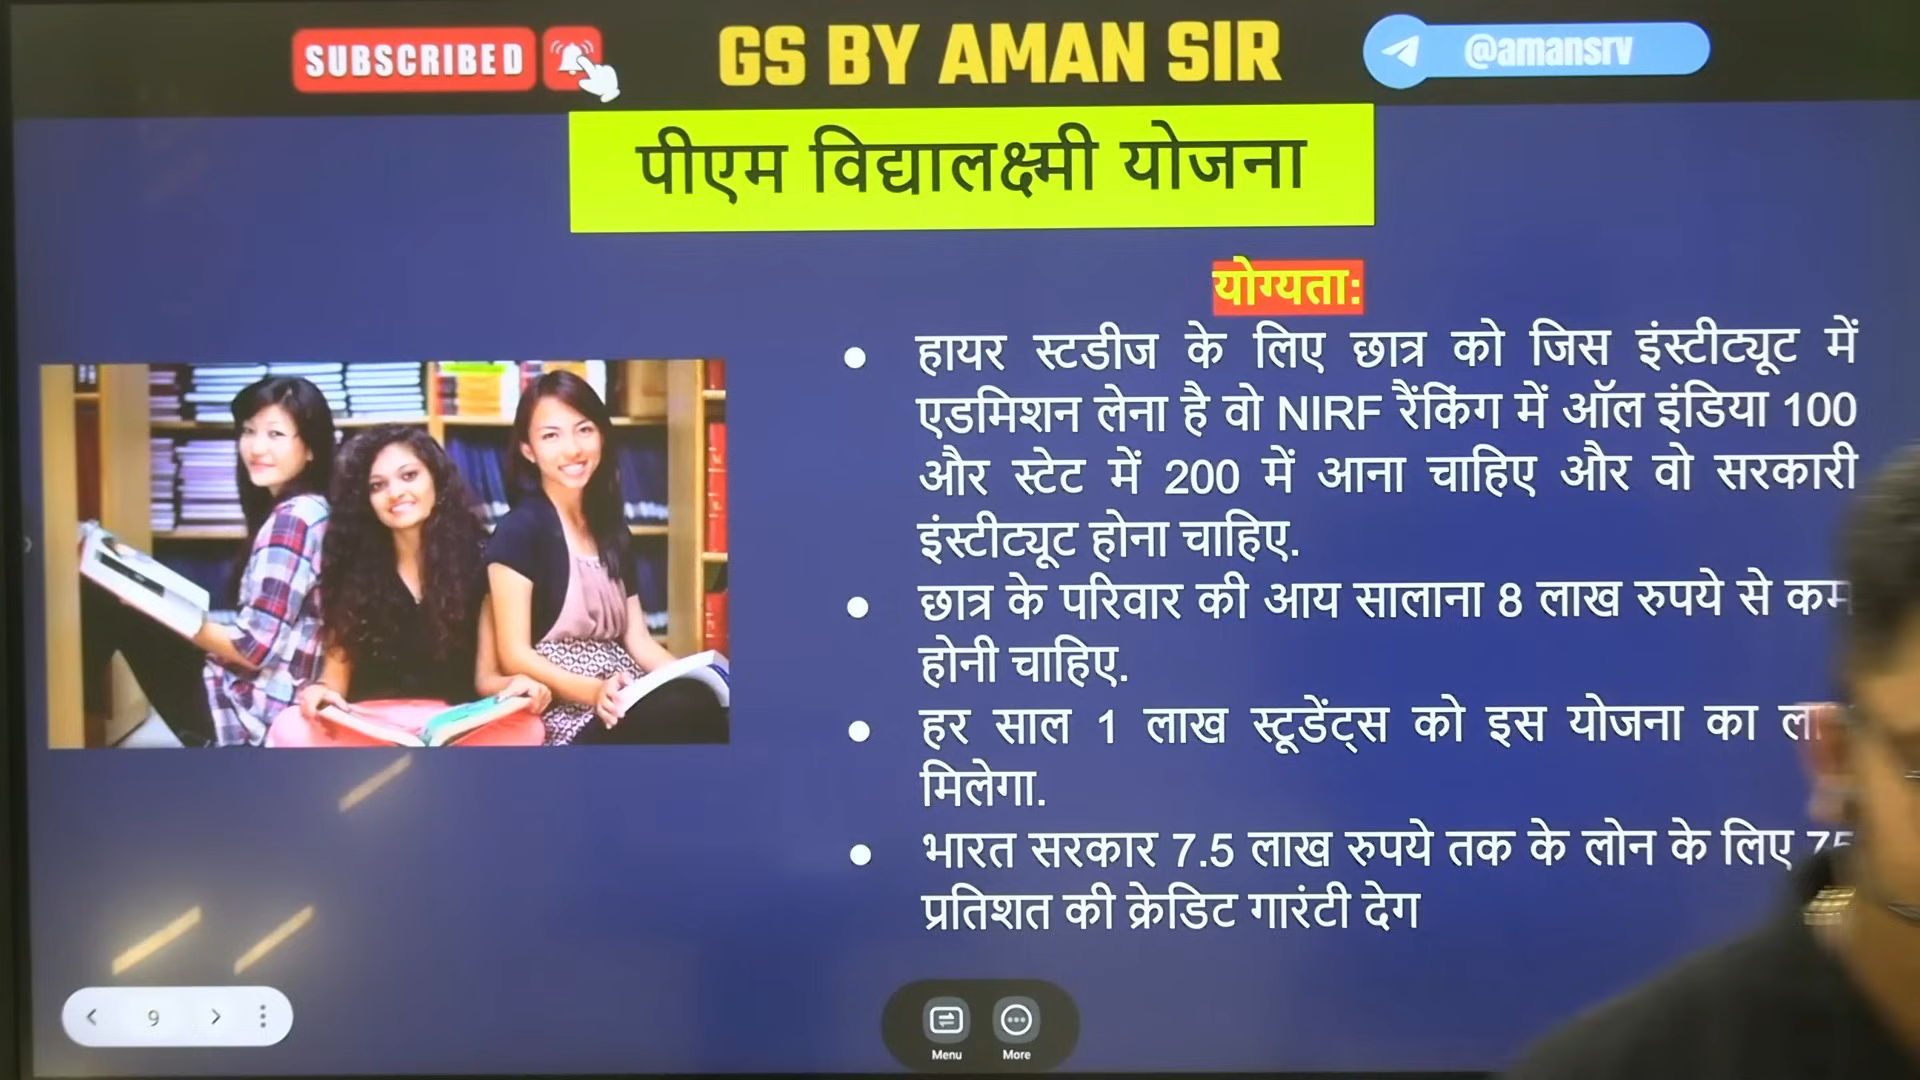 SUBSCRIBED
GS BY AMAN SIR
@amansrv
पीएम विद्यालक्ष्मी योजना
योग्यता:
हायर स्टडीज के लिए छात्र को जिस इंस्टीट्यूट में
एडमिशन लेना है वो NIRF रैंकिंग में ऑल इंडिया 100
और स्टेट में 200 में आना चाहिए और वो सरकारी
इंस्टीट्यूट होना चाहिए.
छात्र के परिवार की आय सालाना 8 लाख रुपये से कम
होनी चाहिए.
हर साल 1 लाख स्टूडेंट्स को इस योजना का
मिलेगा.
भारत सरकार 7.5 लाख रुपये तक के लोन के लिए
प्रतिशत की क्रेडिट गारंटी देग
9
Menu
More